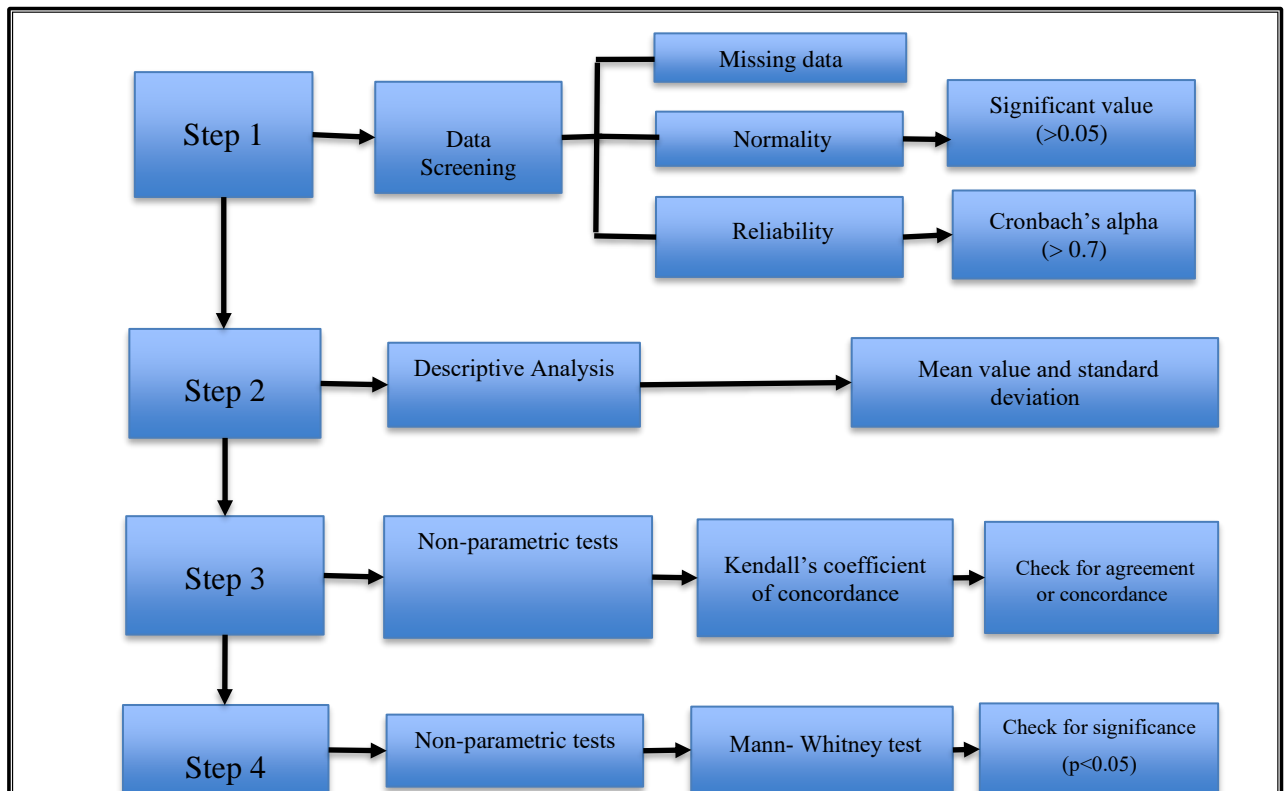 Step 1
Data
Screening
Missing data
Normality
Significant value
(>0.05)
Reliability
Cronbach’s alpha
(> 0.7)
Step 2
Descriptive Analysis
Mean value and standard
deviation
Step 3
Non-parametric tests
Kendall’s coefficient
of concordance
Check for agreement
or concordance
Step 4
Non-parametric tests
Mann- Whitney test
Check for significance
(p<0.05)